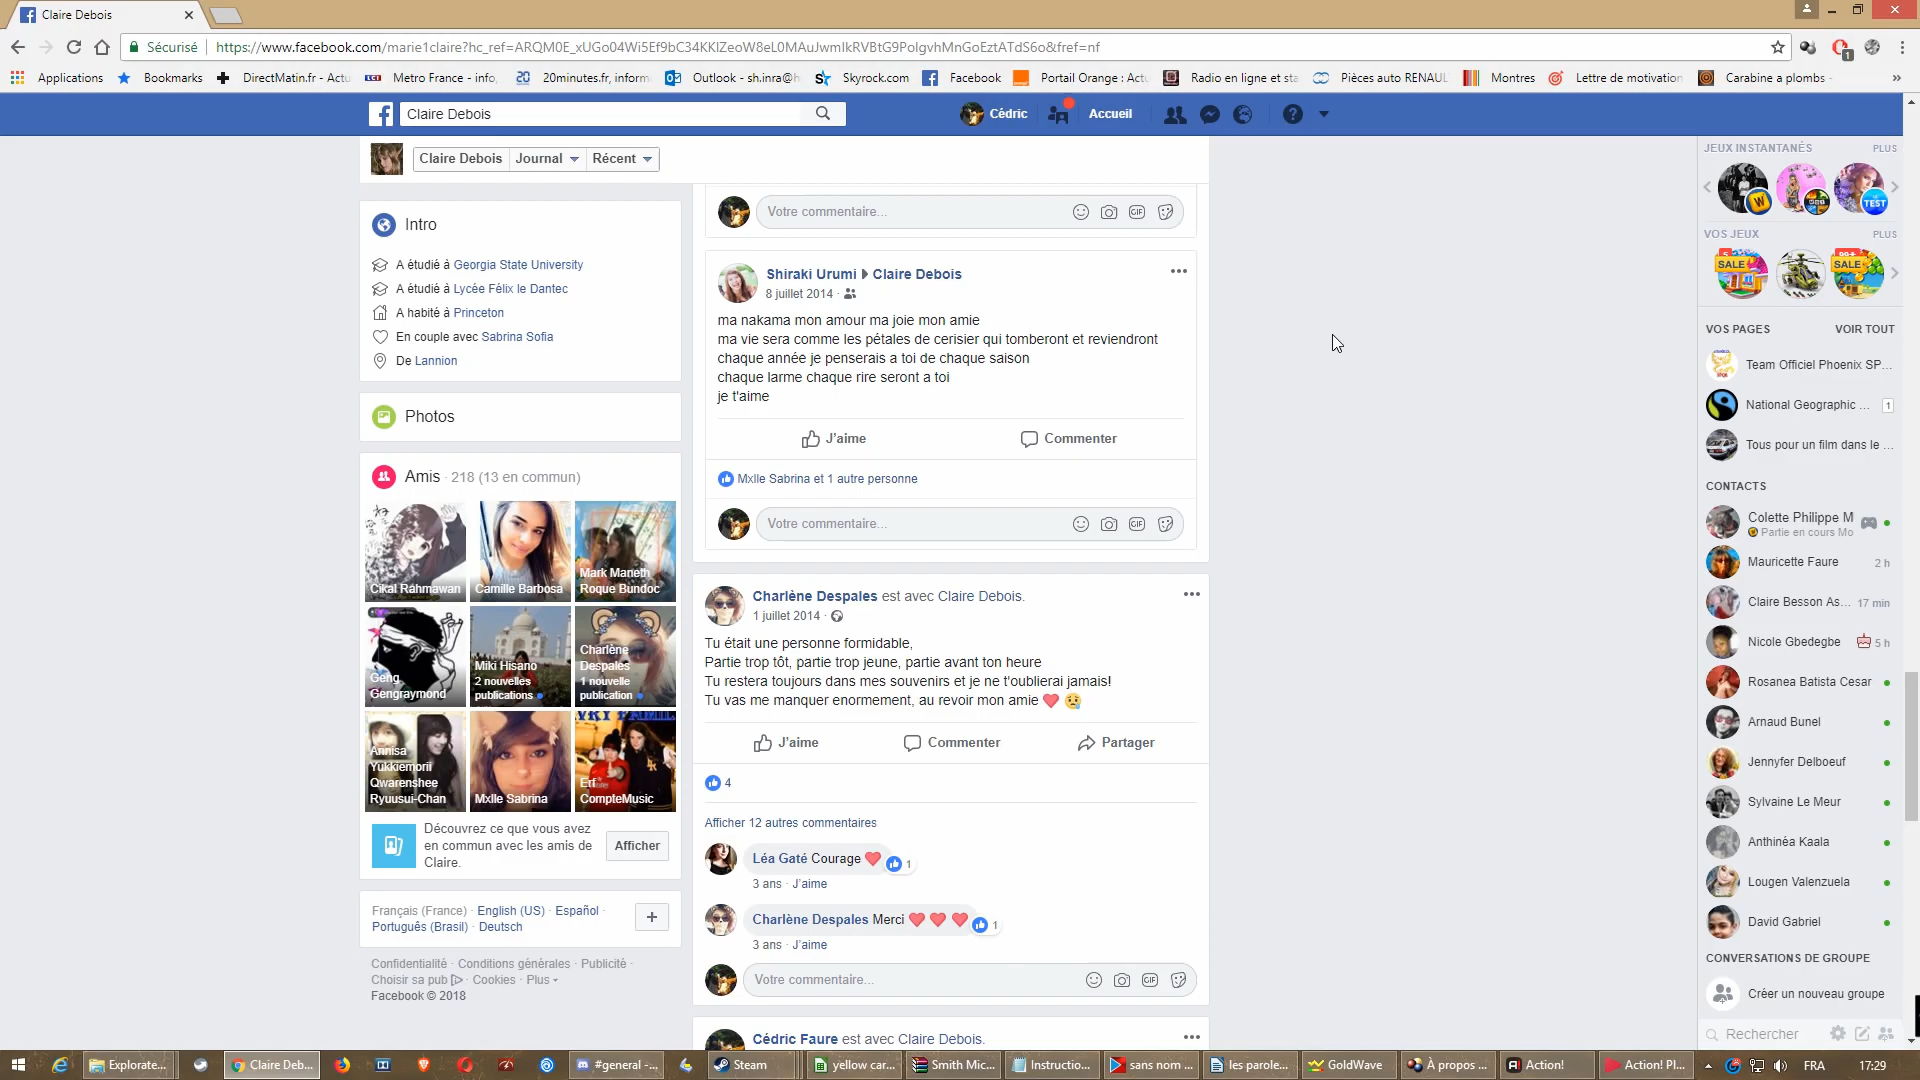 Claire Debois
Sécurisé
https://www.facebook.com/marie1claire?hc_ref=ARQM0E_xUGo04Wi5Ef9bC34KKlZeoW8eL0MAuJwmIkRVBtG9PolgvhMnGoEztATdS6o&fref=nf
Applications
Bookmarks
DirectMatin.fr - Actu
Metro France - info,
20minutes.fr, inform
Outlook - sh.inra@h
Skyrock.com
Facebook
Portail Orange : Actu
Radio en ligne et sta
Pièces auto RENAUL
Montres
Lettre de motivation
Carabine a plombs -
Claire Debois
Cédric
Accueil
Claire Debois
Journal
Récent
Intro
A étudié à Georgia State University
A étudié à Lycée Félix le Dantec
A habité à Princeton
En couple avec Sabrina Sofia
De Lannion
Photos
Amis · 218 (13 en commun)
Cikal Ráhmawan
Camille Barbosa
Mark Maneth
Roque Bundoc
Geng
Gengraymond
Miki Hisano
2 nouvelles
publications
Charlène
Despales
1 nouvelle
publication
Annisa
Yukkiemorii
Qwarenshee
Ryuusui-Chan
Mxlle Sabrina
Erf
CompteMusic
Découvrez ce que vous avez
en commun avec les amis de
Claire.
Afficher
Français (France) · English (US) · Español ·
Português (Brasil) · Deutsch
Confidentialité · Conditions générales · Publicité ·
Choisir sa pub · Cookies · Plus
Facebook © 2018
Votre commentaire...
GIF
Shiraki Urumi Claire Debois
8 juillet 2014 ·
ma nakama mon amour ma joie mon amie
ma vie sera comme les pétales de cerisier qui tomberont et reviendront
chaque année je penserais a toi de chaque saison
chaque larme chaque rire seront a toi
je t'aime
J'aime
Commenter
Mxlle Sabrina et 1 autre personne
Votre commentaire...
GIF
Charlène Despales est avec Claire Debois.
1 juillet 2014 ·
Tu était une personne formidable,
Partie trop tôt, partie trop jeune, partie avant ton heure
Tu restera toujours dans mes souvenirs et je ne t'oublierai jamais!
Tu vas me manquer enormement, au revoir mon amie ❤ 😢
J'aime
Commenter
Partager
4
Afficher 12 autres commentaires
Léa Gaté Courage ❤ 1
3 ans · J'aime
Charlène Despales Merci ❤ ❤ ❤ 1
3 ans · J'aime
Votre commentaire...
GIF
Cédric Faure est avec Claire Debois.
JEUX INSTANTANÉS
PLUS
W
TEST
VOS JEUX
PLUS
SALE
SALE
VOS PAGES
VOIR TOUT
Team Officiel Phoenix SP...
National Geographic ...
1
Tous pour un film dans le ...
CONTACTS
Colette Philippe M
Partie en cours Mo
Mauricette Faure
2 h
Claire Besson As...
17 min
Nicole Gbedegbe
5 h
Rosanea Batista Cesar
Arnaud Bunel
Jennyfer Delboeuf
Sylvaine Le Meur
Anthinéa Kaala
Lougen Valenzuela
David Gabriel
CONVERSATIONS DE GROUPE
Créer un nouveau groupe
Rechercher
Explorate...
Claire Deb...
#general -...
Steam
yellow car...
Smith Mic...
Instructio...
sans nom ...
les parole...
GoldWave
À propos ...
Action!
Action! Pl...
FRA
17:29